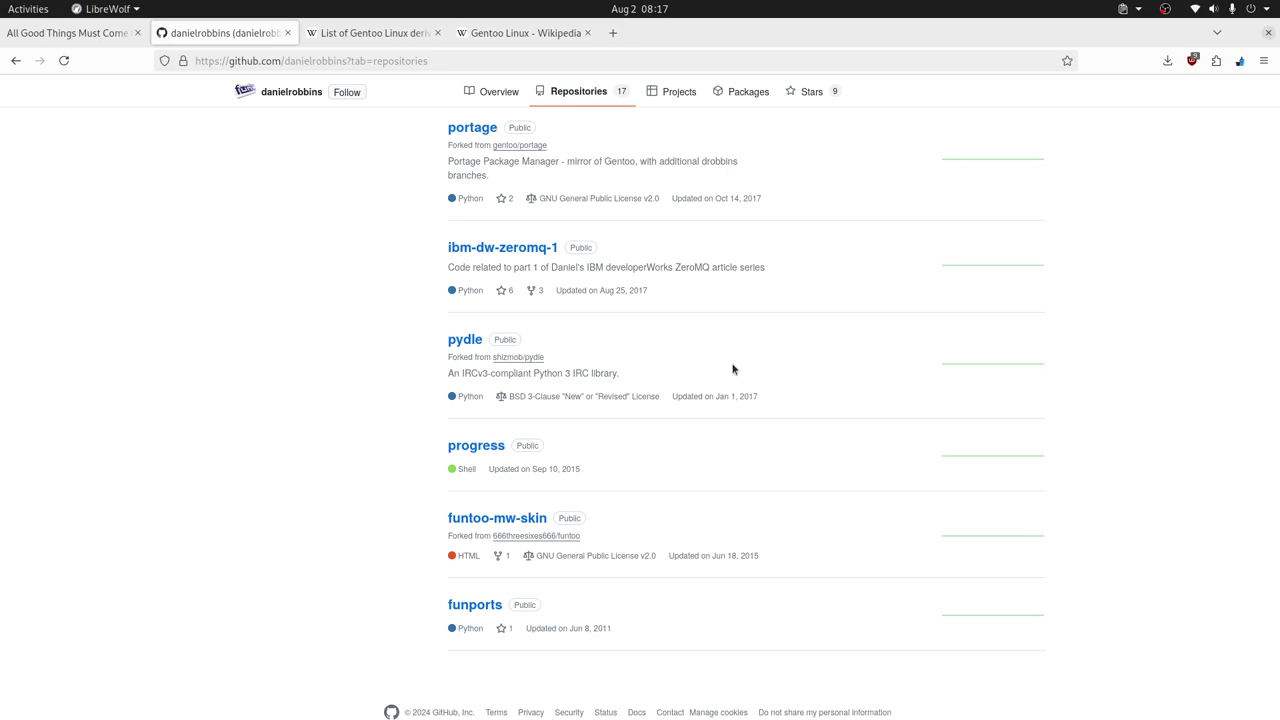 Activities
LibreWolf
Aug 2 08:17
All Good Things Must Come
danielrobbins (danielrobb
List of Gentoo Linux deriv
Gentoo Linux - Wikipedia
https://github.com/danielrobbins?tab=repositories
9
danielrobbins
Follow
Overview
Repositories 17
Projects
Packages
Stars 9
portage Public
Forked from gentoo/portage
Portage Package Manager - mirror of Gentoo, with additional drobbins
branches.
Python 2 GNU General Public License v2.0 Updated on Oct 14, 2017
ibm-dw-zeromq-1 Public
Code related to part 1 of Daniel's IBM developerWorks ZeroMQ article series
Python 6 3 Updated on Aug 25, 2017
pydle Public
Forked from shizmob/pydle
An IRCv3-compliant Python 3 IRC library.
Python BSD 3-Clause "New" or "Revised" License Updated on Jan 1, 2017
progress Public
Shell Updated on Sep 10, 2015
funtoo-mw-skin Public
Forked from 666threesixes666/funtoo
HTML 1 GNU General Public License v2.0 Updated on Jun 18, 2015
funports Public
Python 1 Updated on Jun 8, 2011
© 2024 GitHub, Inc. Terms Privacy Security Status Docs Contact Manage cookies Do not share my personal information